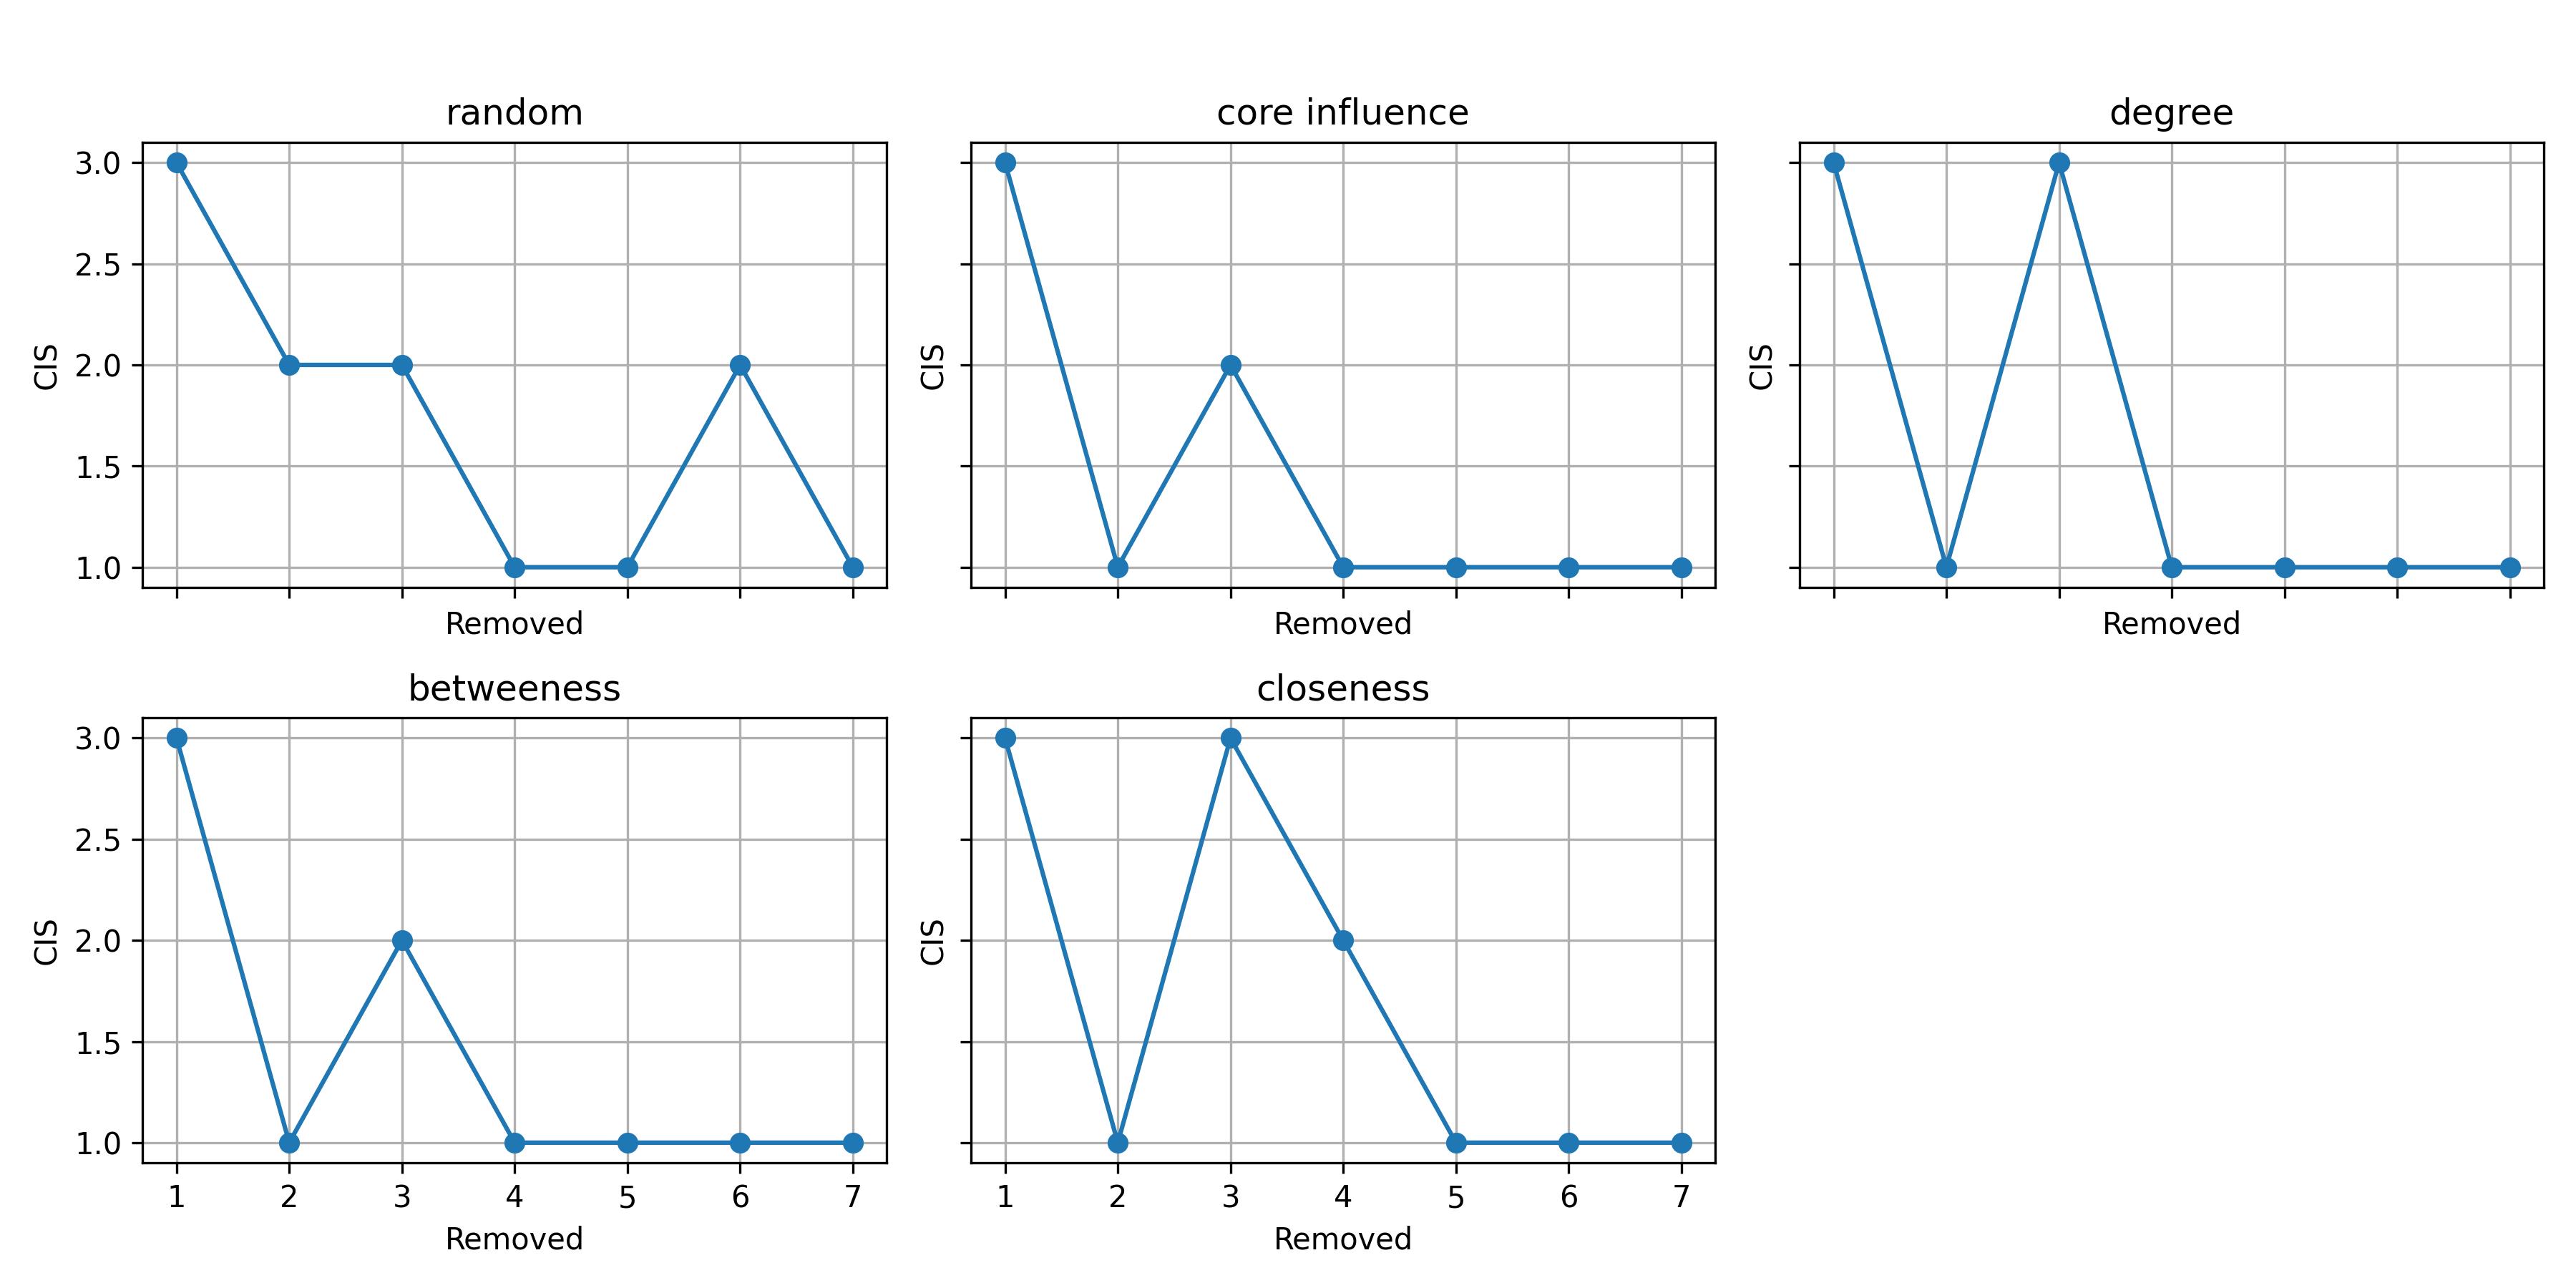 random
core influence
degree
3.0
2.5
2.0
1.5
1.0
CIS
CIS
CIS
Removed
Removed
Removed
betweeness
closeness
3.0
2.5
2.0
1.5
1.0
CIS
CIS
1 2 3 4 5 6 7
1 2 3 4 5 6 7
Removed
Removed